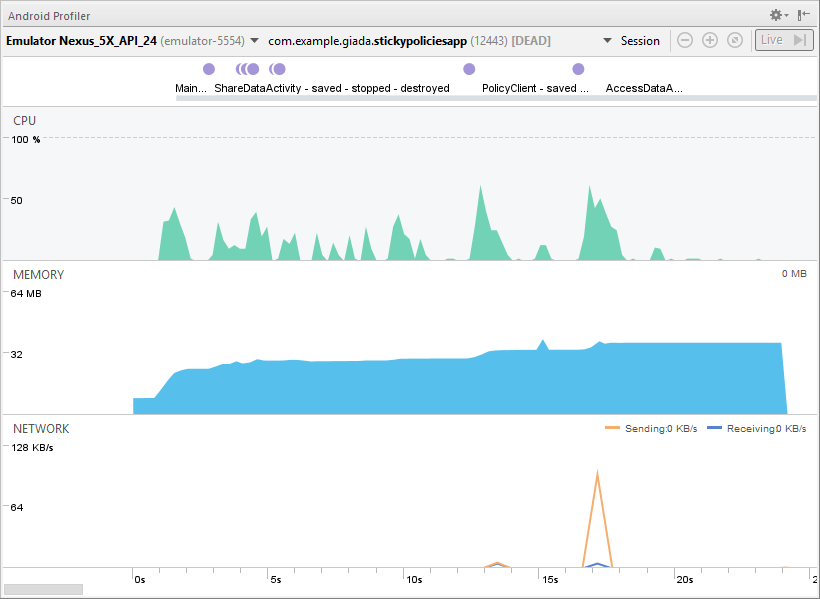 Android Profiler
Emulator Nexus_5X_API_24 (emulator-5554) com.example.giada.stickypoliciesapp (12443) [DEAD] Session Live
Main... ShareDataActivity - saved - stopped - destroyed PolicyClient - saved ... AccessDataA...
CPU
100 %
50
MEMORY 0 MB
64 MB
32
NETWORK Sending:0 KB/s Receiving:0 KB/s
128 KB/s
64
0s 5s 10s 15s 20s 2